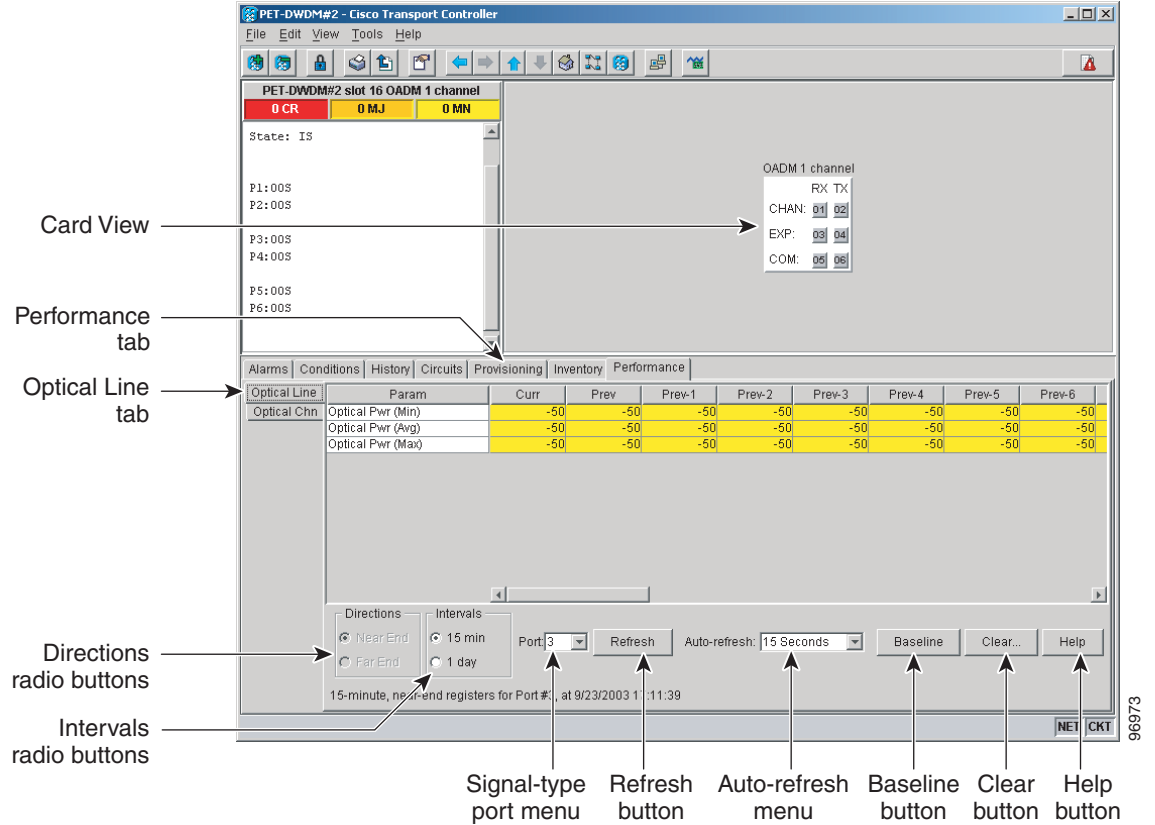 PET-DWDM#2 - Cisco Transport Controller
File Edit View Tools Help
PET-DWDM#2 slot 16 OADM 1 channel
0 CR 0 MJ 0 MN
State: IS
P1:OOS
P2:OOS
P3:OOS
P4:OOS
P5:OOS
P6:OOS
OADM 1 channel
RX TX
CHAN: 01 02
EXP: 03 04
COM: 05 06
Card View
Performance
tab
Optical Line
tab
Alarms Conditions History Circuits Provisioning Inventory Performance
Optical Line
Optical Chn
Param Curr Prev Prev-1 Prev-2 Prev-3 Prev-4 Prev-5 Prev-6
Optical Pwr (Min) -50 -50 -50 -50 -50 -50 -50 -50
Optical Pwr (Avg) -50 -50 -50 -50 -50 -50 -50 -50
Optical Pwr (Max) -50 -50 -50 -50 -50 -50 -50 -50
Directions Intervals
Near End 15 min
Far End 1 day
Port: 3 Refresh Auto-refresh: 15 Seconds Baseline Clear... Help
15-minute, near-end registers for Port #3, at 9/23/2003
:11:39
NET CKT
96973
Directions
radio buttons
Intervals
radio buttons
Signal-type
port menu
Refresh
button
Auto-refresh
menu
Baseline
button
Clear
button
Help
button